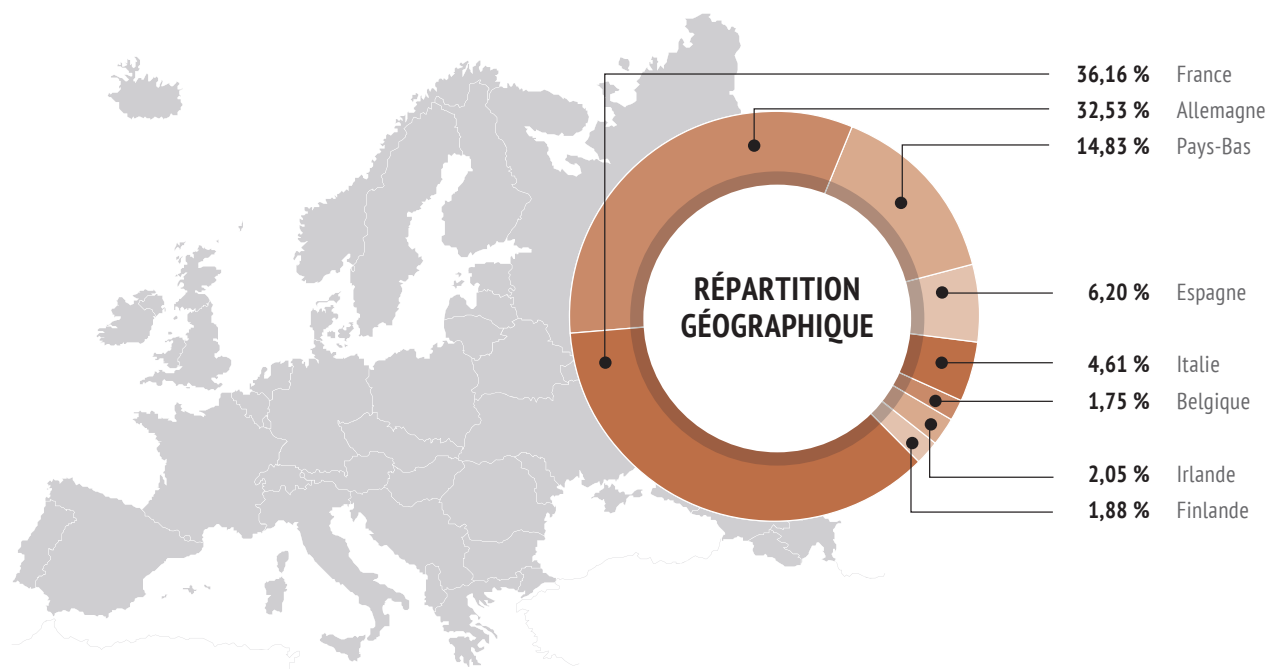 36,16 % France
32,53 % Allemagne
14,83 % Pays-Bas
RÉPARTITION
GÉOGRAPHIQUE
6,20 % Espagne
4,61 % Italie
1,75 % Belgique
2,05 % Irlande
1,88 % Finlande